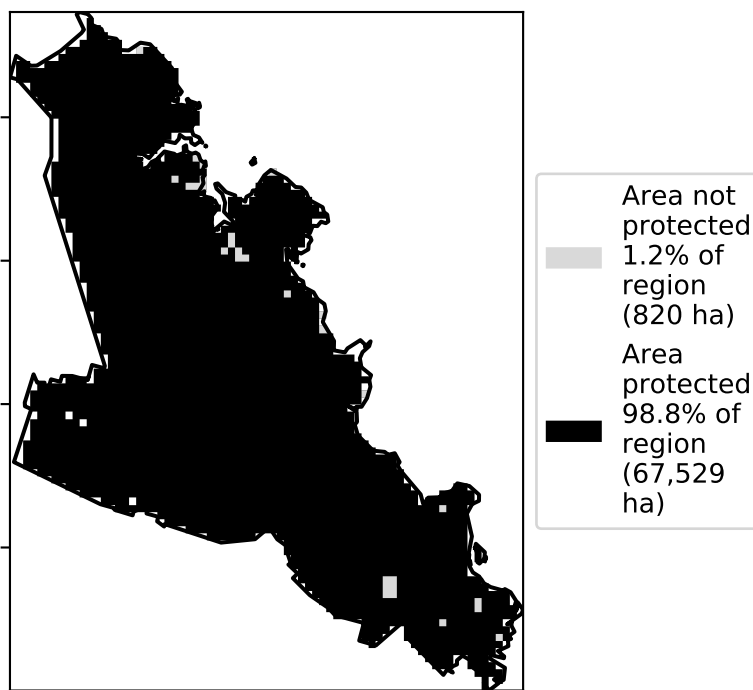 Area not
protected
1.2% of
region
(820 ha)
Area
protected
98.8% of
region
(67,529
ha)